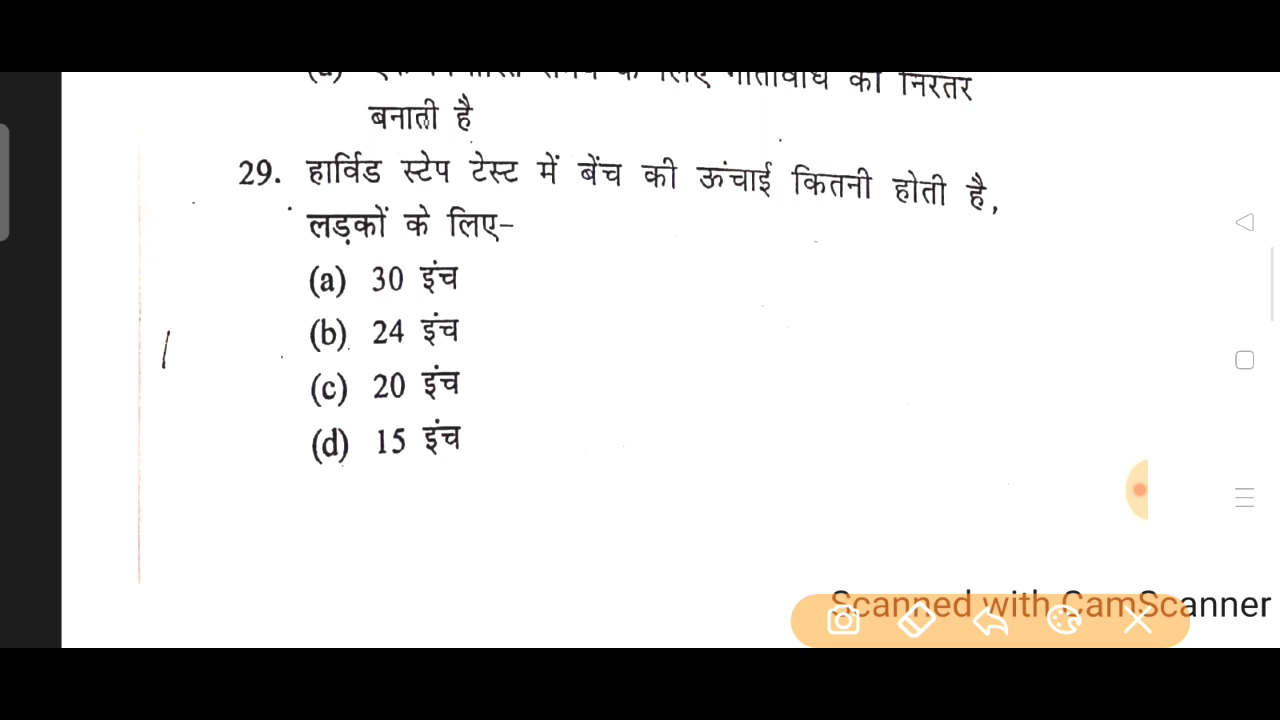 बनाती है
29. हार्विड स्टेप टेस्ट में बेंच की ऊंचाई कितनी होती है,
लड़कों के लिए-
(a) 30 इंच
(b) 24 इंच
(c) 20 इंच
(d) 15 इंच
Scanned with CamScanner